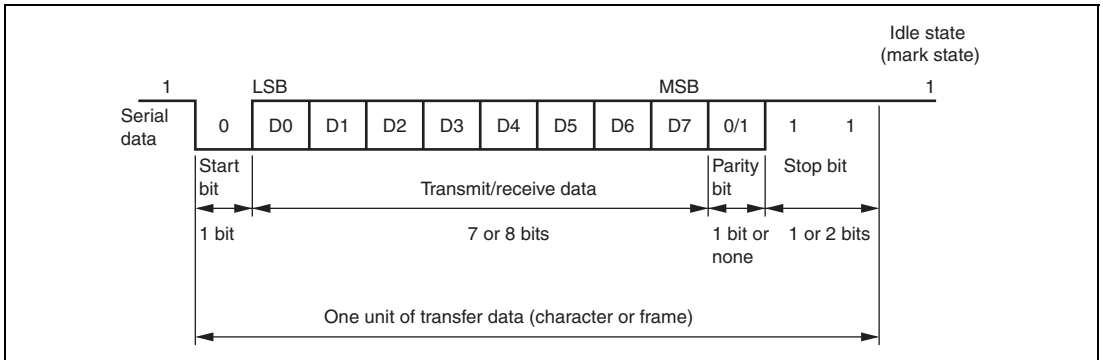 Idle state
(mark state)
1 LSB MSB 1
Serial
data
0 D0 D1 D2 D3 D4 D5 D6 D7 0/1 1 1
Start
bit
Transmit/receive data
Parity
bit
Stop bit
1 bit
7 or 8 bits
1 bit or
none
1 or 2 bits
One unit of transfer data (character or frame)